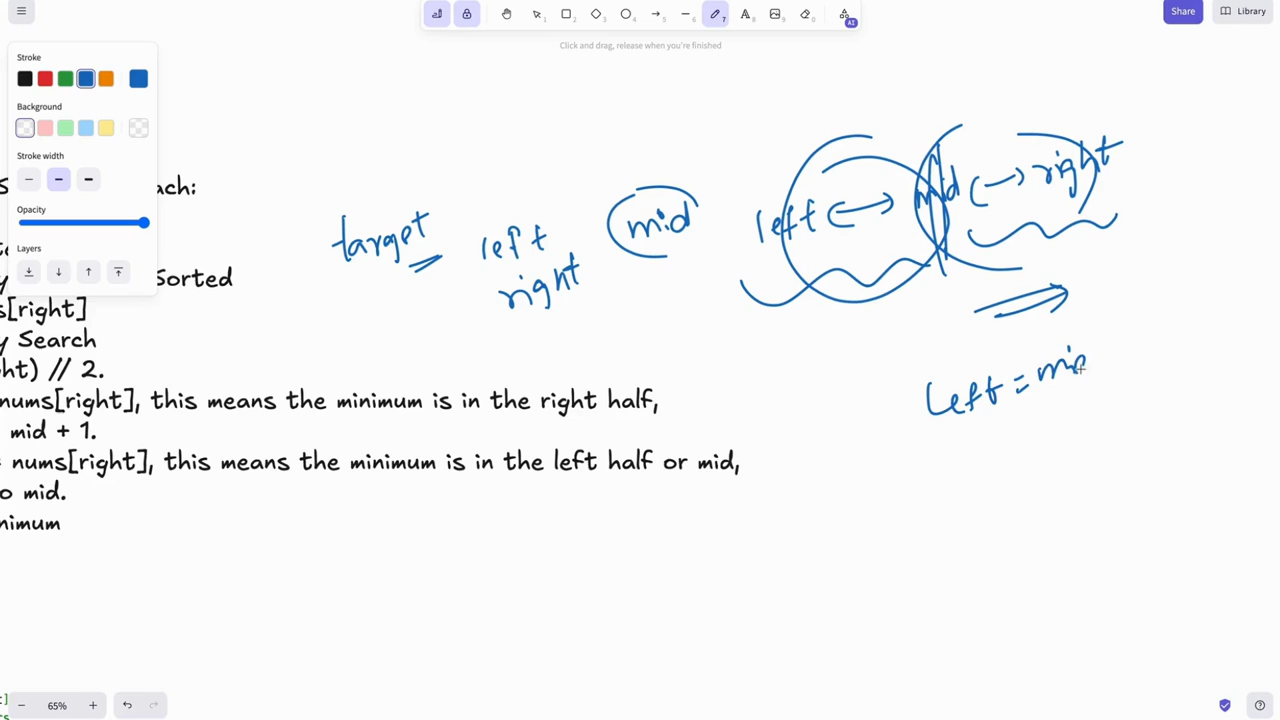 Share
Library
Click and drag, release when you're finished
Stroke
Background
Stroke width
Opacity
Layers
ach:
Sorted
s[right]
y Search
ht) // 2.
nums[right], this means the minimum is in the right half,
mid + 1.
= nums[right], this means the minimum is in the left half or mid,
o mid.
nimum
target
left
right
mid
left mid right
left = mi
65%